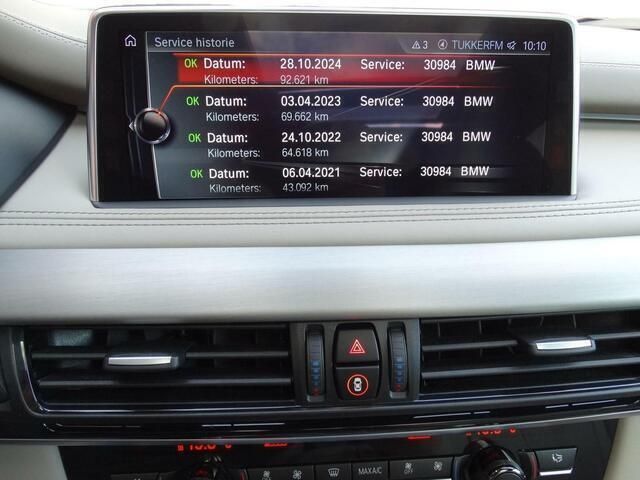 Service historie 3 TUKKERFM 10:10
OK Datum: 28.10.2024 Service: 30984 BMW
Kilometers: 92.621 km
OK Datum: 03.04.2023 Service: 30984 BMW
Kilometers: 69.662 km
OK Datum: 24.10.2022 Service: 30984 BMW
Kilometers: 64.618 km
OK Datum: 06.04.2021 Service: 30984 BMW
Kilometers: 43.092 km
MAX A/C OFF